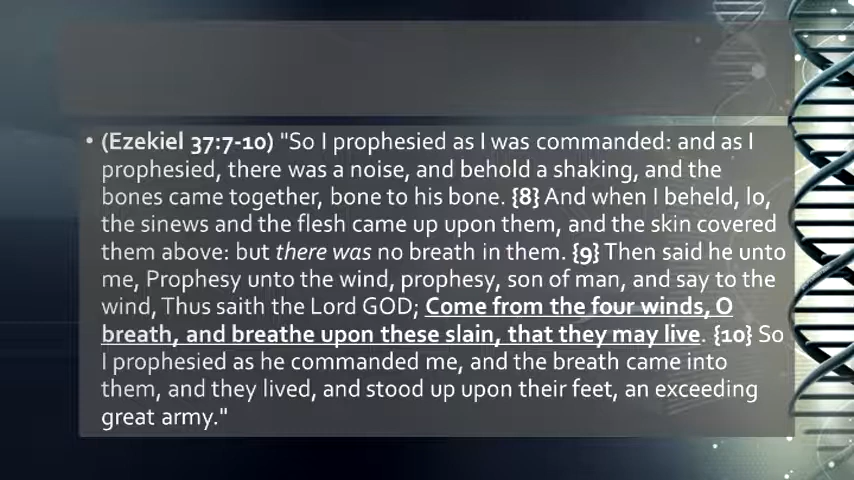 • (Ezekiel 37:7-10) "So I prophesied as I was commanded: and as I
prophesied, there was a noise, and behold a shaking, and the
bones came together, bone to his bone. {8} And when I beheld, lo,
the sinews and the flesh came up upon them, and the skin covered
them above: but there was no breath in them. {9} Then said he unto
me, Prophesy unto the wind, prophesy, son of man, and say to the
wind, Thus saith the Lord GOD; Come from the four winds, O
breath, and breathe upon these slain, that they may live. {10} So
I prophesied as he commanded me, and the breath came into
them, and they lived, and stood up upon their feet, an exceeding
great army."